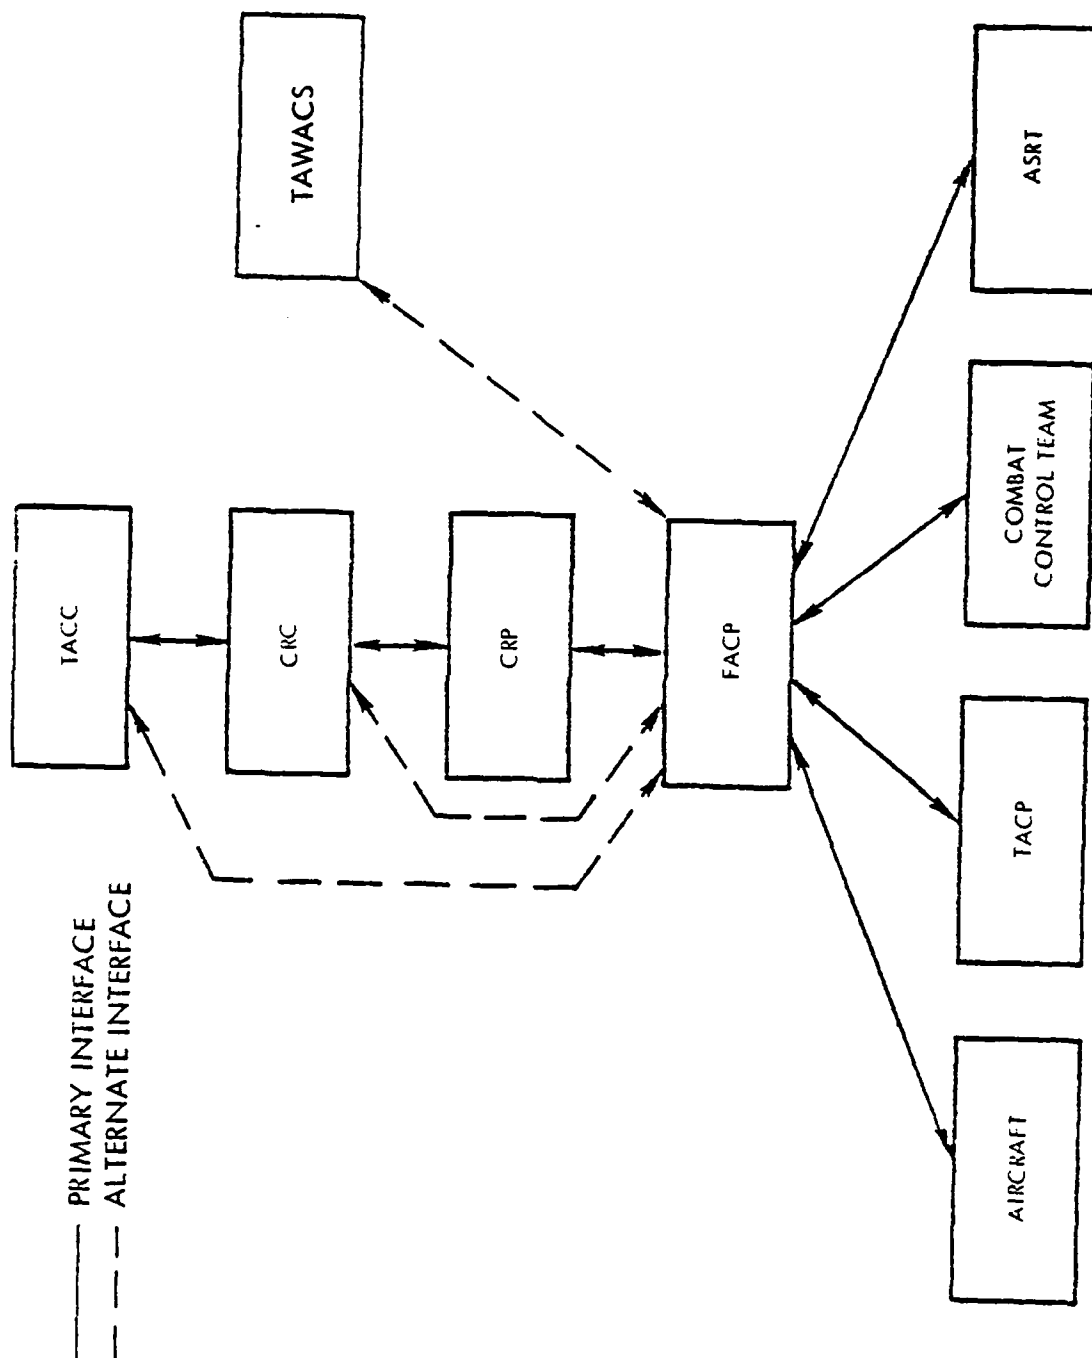 PRIMARY INTERFACE
ALTERNATE INTERFACE
TACC
TAWACS
CRC
CRP
FACP
AIRCRAFT
TACP
COMBAT
CONTROL TEAM
ASRT